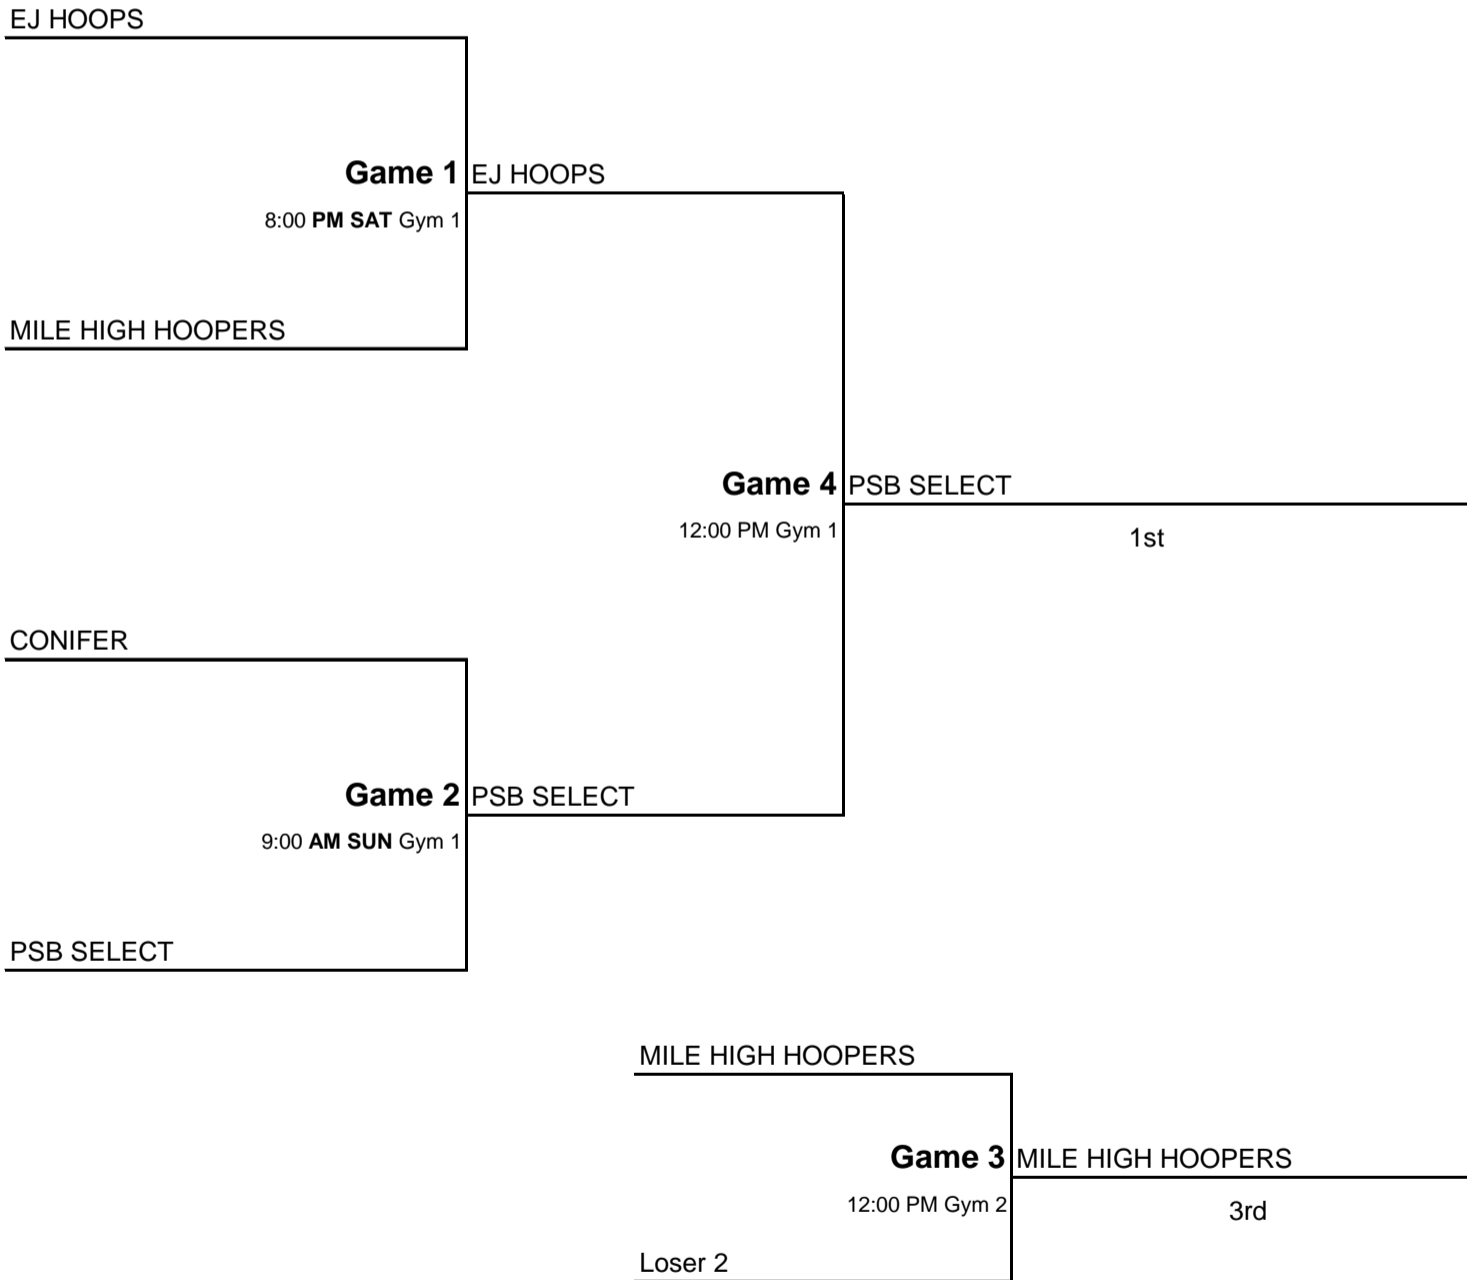 EJ HOOPS
Game 1 EJ HOOPS
8:00 PM SAT Gym 1
MILE HIGH HOOPERS
Game 4 PSB SELECT
12:00 PM Gym 1
1st
CONIFER
Game 2 PSB SELECT
9:00 AM SUN Gym 1
PSB SELECT
MILE HIGH HOOPERS
Game 3 MILE HIGH HOOPERS
12:00 PM Gym 2
3rd
Loser 2